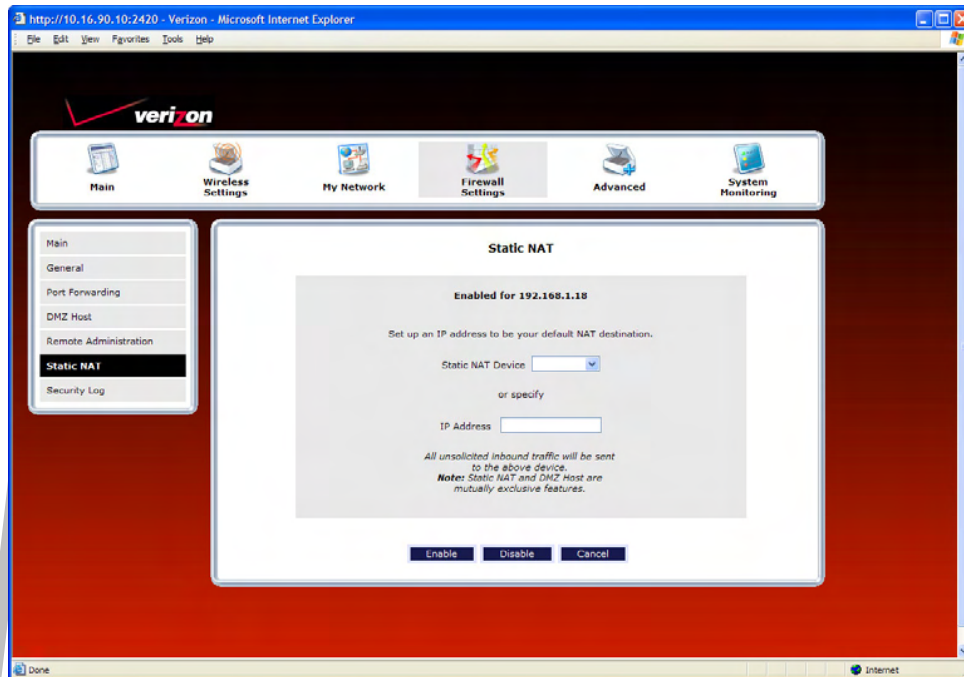 http://10.16.90.10:2420 - Verizon - Microsoft Internet Explorer
File Edit View Favorites Tools Help
verizon
Main
Wireless
Settings
My Network
Firewall
Settings
Advanced
System
Monitoring
Main
General
Port Forwarding
DMZ Host
Remote Administration
Static NAT
Security Log
Static NAT
Enabled for 192.168.1.18
Set up an IP address to be your default NAT destination.
Static NAT Device
or specify
IP Address
All unsolicited inbound traffic will be sent
to the above device.
Note: Static NAT and DMZ Host are
mutually exclusive features.
Enable Disable Cancel
Done Internet